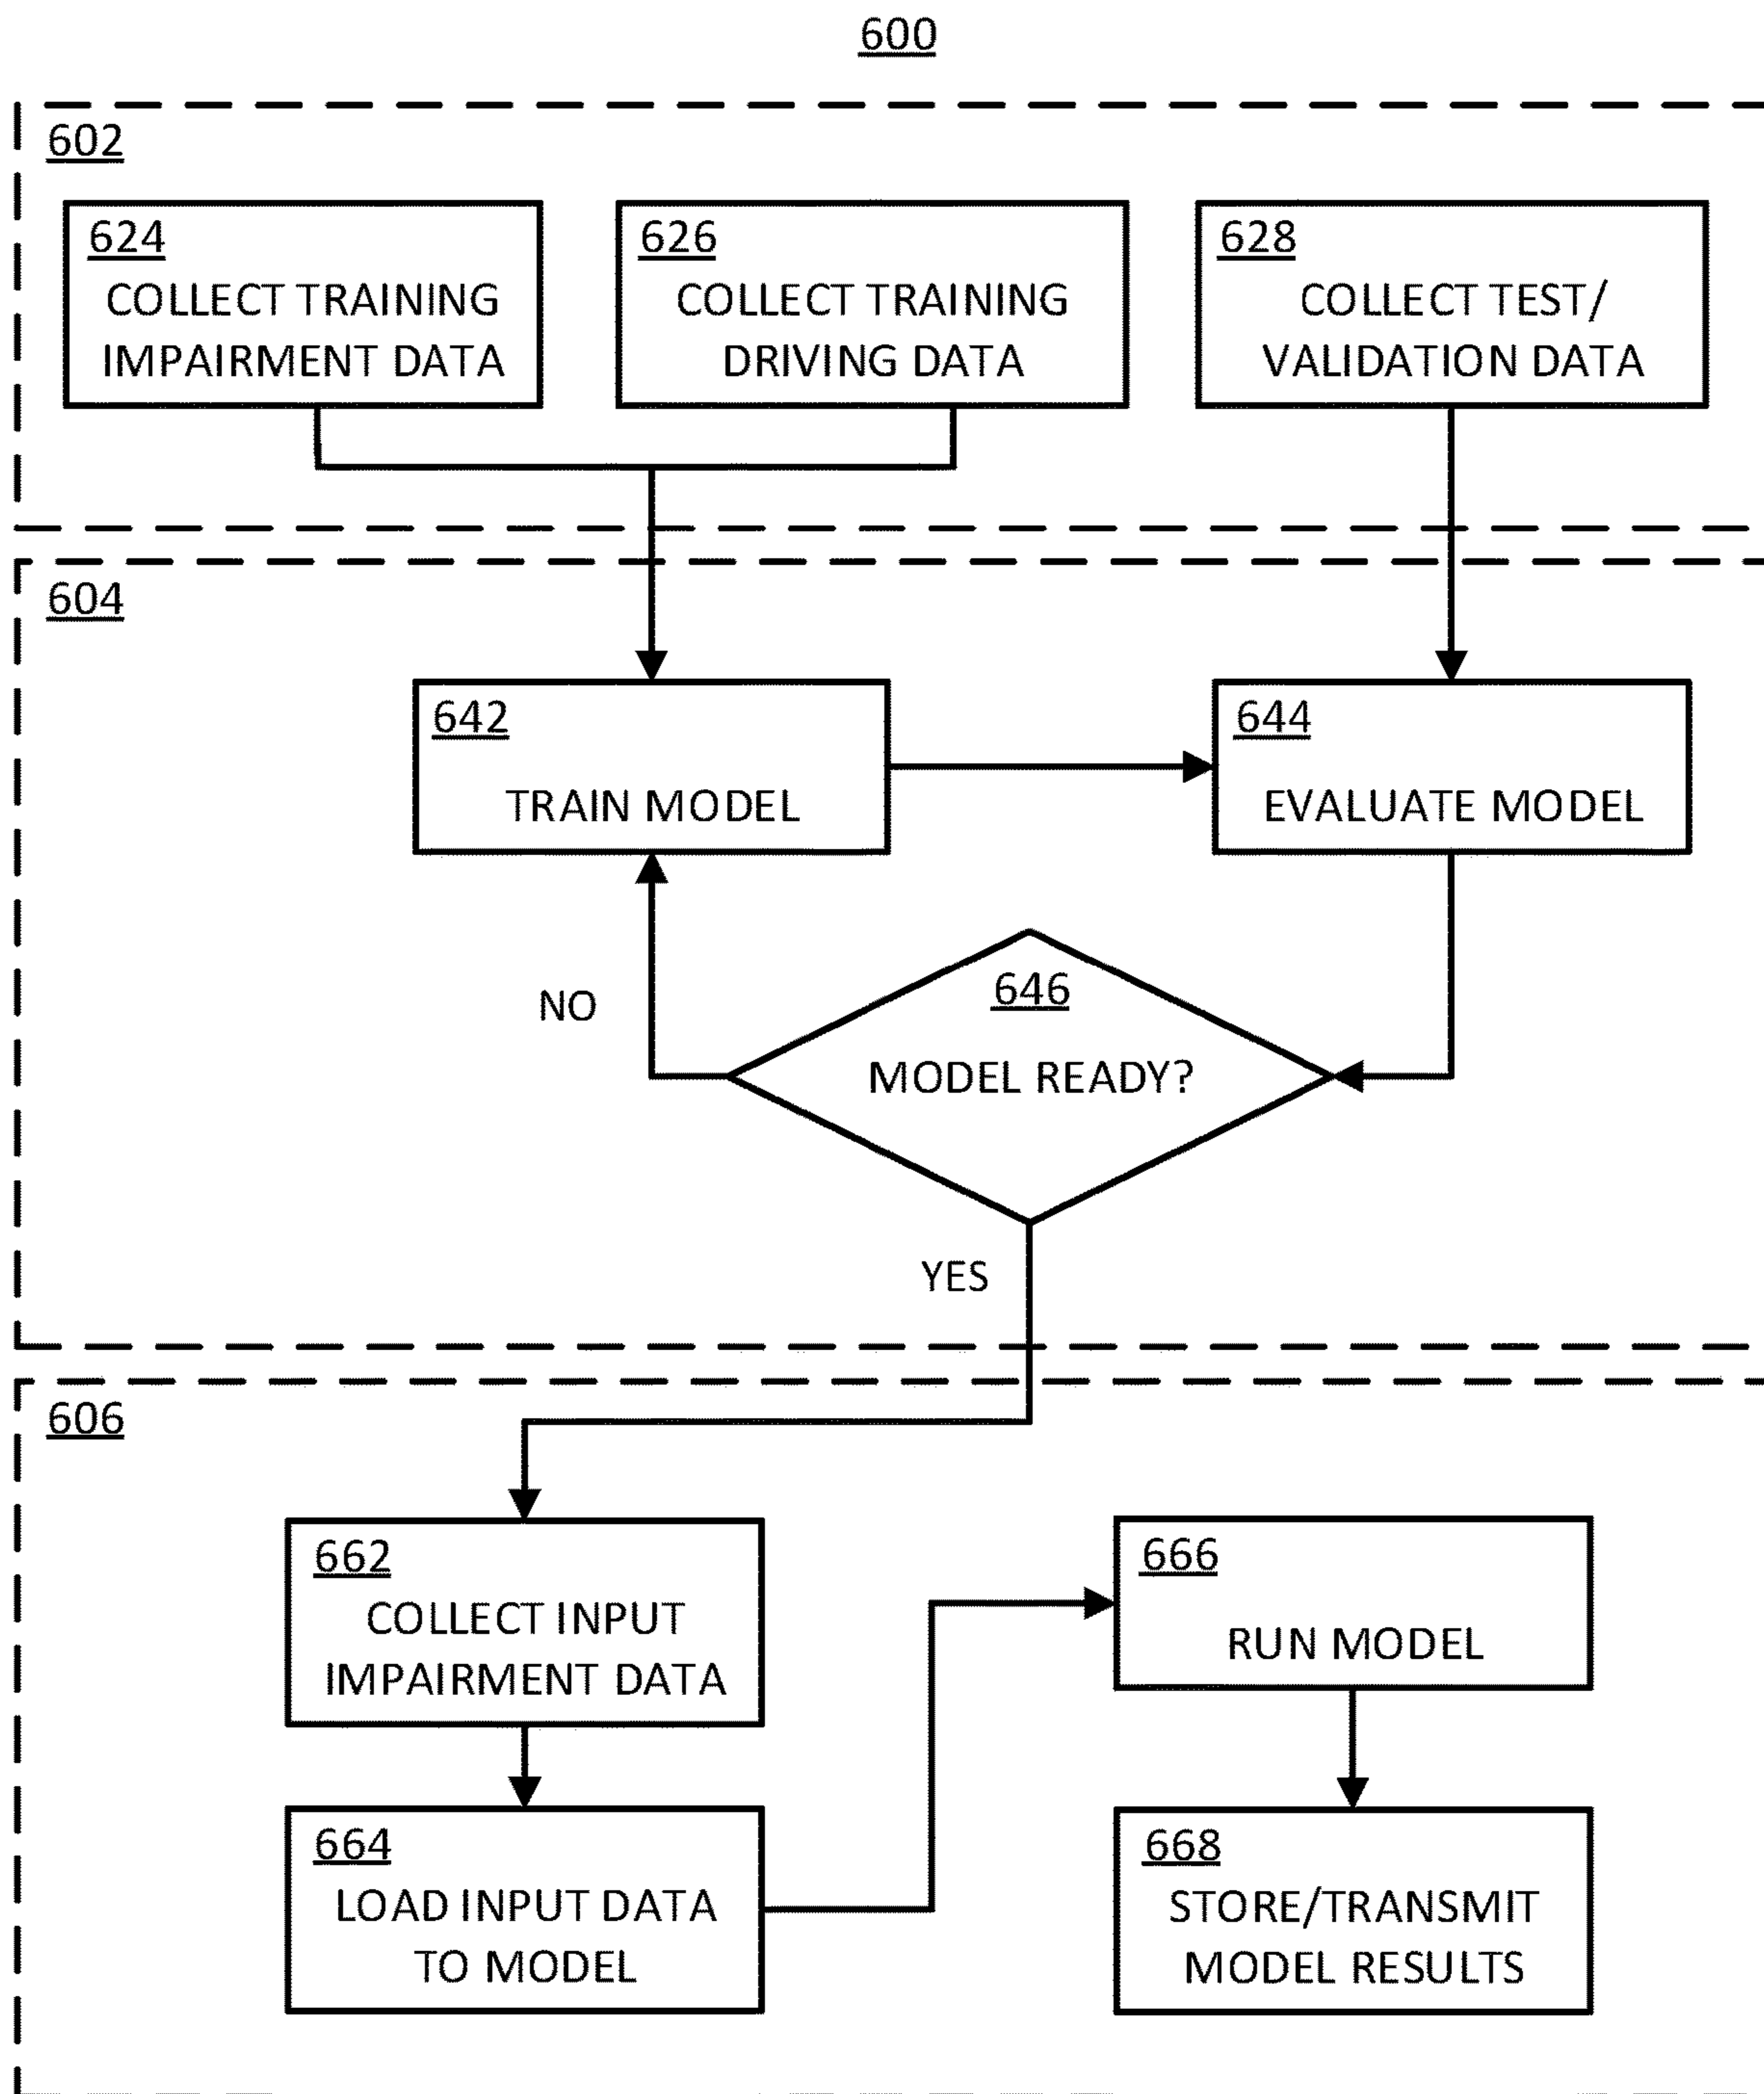 600
602
624
COLLECT TRAINING
IMPAIRMENT DATA
626
COLLECT TRAINING
DRIVING DATA
628
COLLECT TEST/
VALIDATION DATA
604
642
TRAIN MODEL
644
EVALUATE MODEL
646
MODEL READY?
NO
YES
606
662
COLLECT INPUT
IMPAIRMENT DATA
664
LOAD INPUT DATA
TO MODEL
666
RUN MODEL
668
STORE/TRANSMIT
MODEL RESULTS